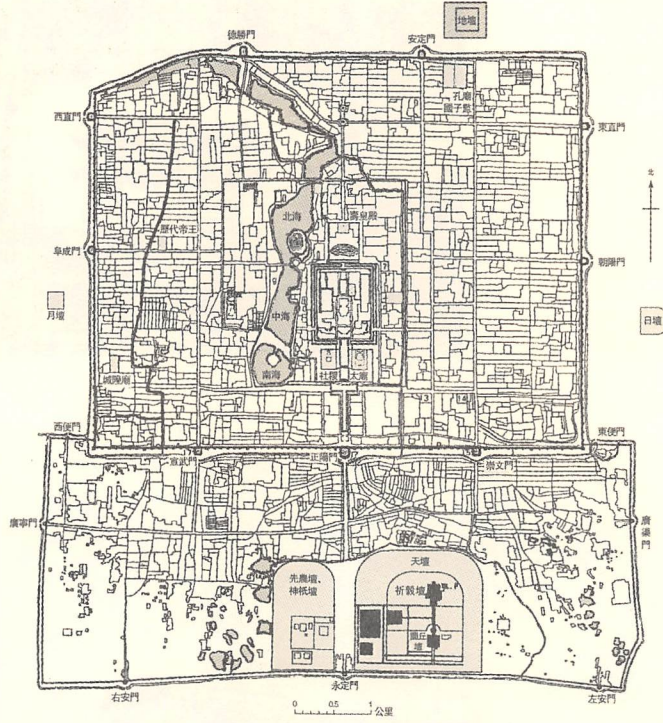 地壇
德勝門
安定門
孔廟
國子監
西直門
東直門
北
北海
壽皇殿
歷代帝王
阜成門
朝陽門
月壇
中海
日壇
南海
社稷
太廟
城隍廟
3
14
西便門
東便門
宣武門
正陽門
崇文門
廣寧門
廣渠門
天壇
先農壇、
神祇壇
祈穀壇
圜丘
壇
右安門
永定門
左安門
0 0.5 1
公里